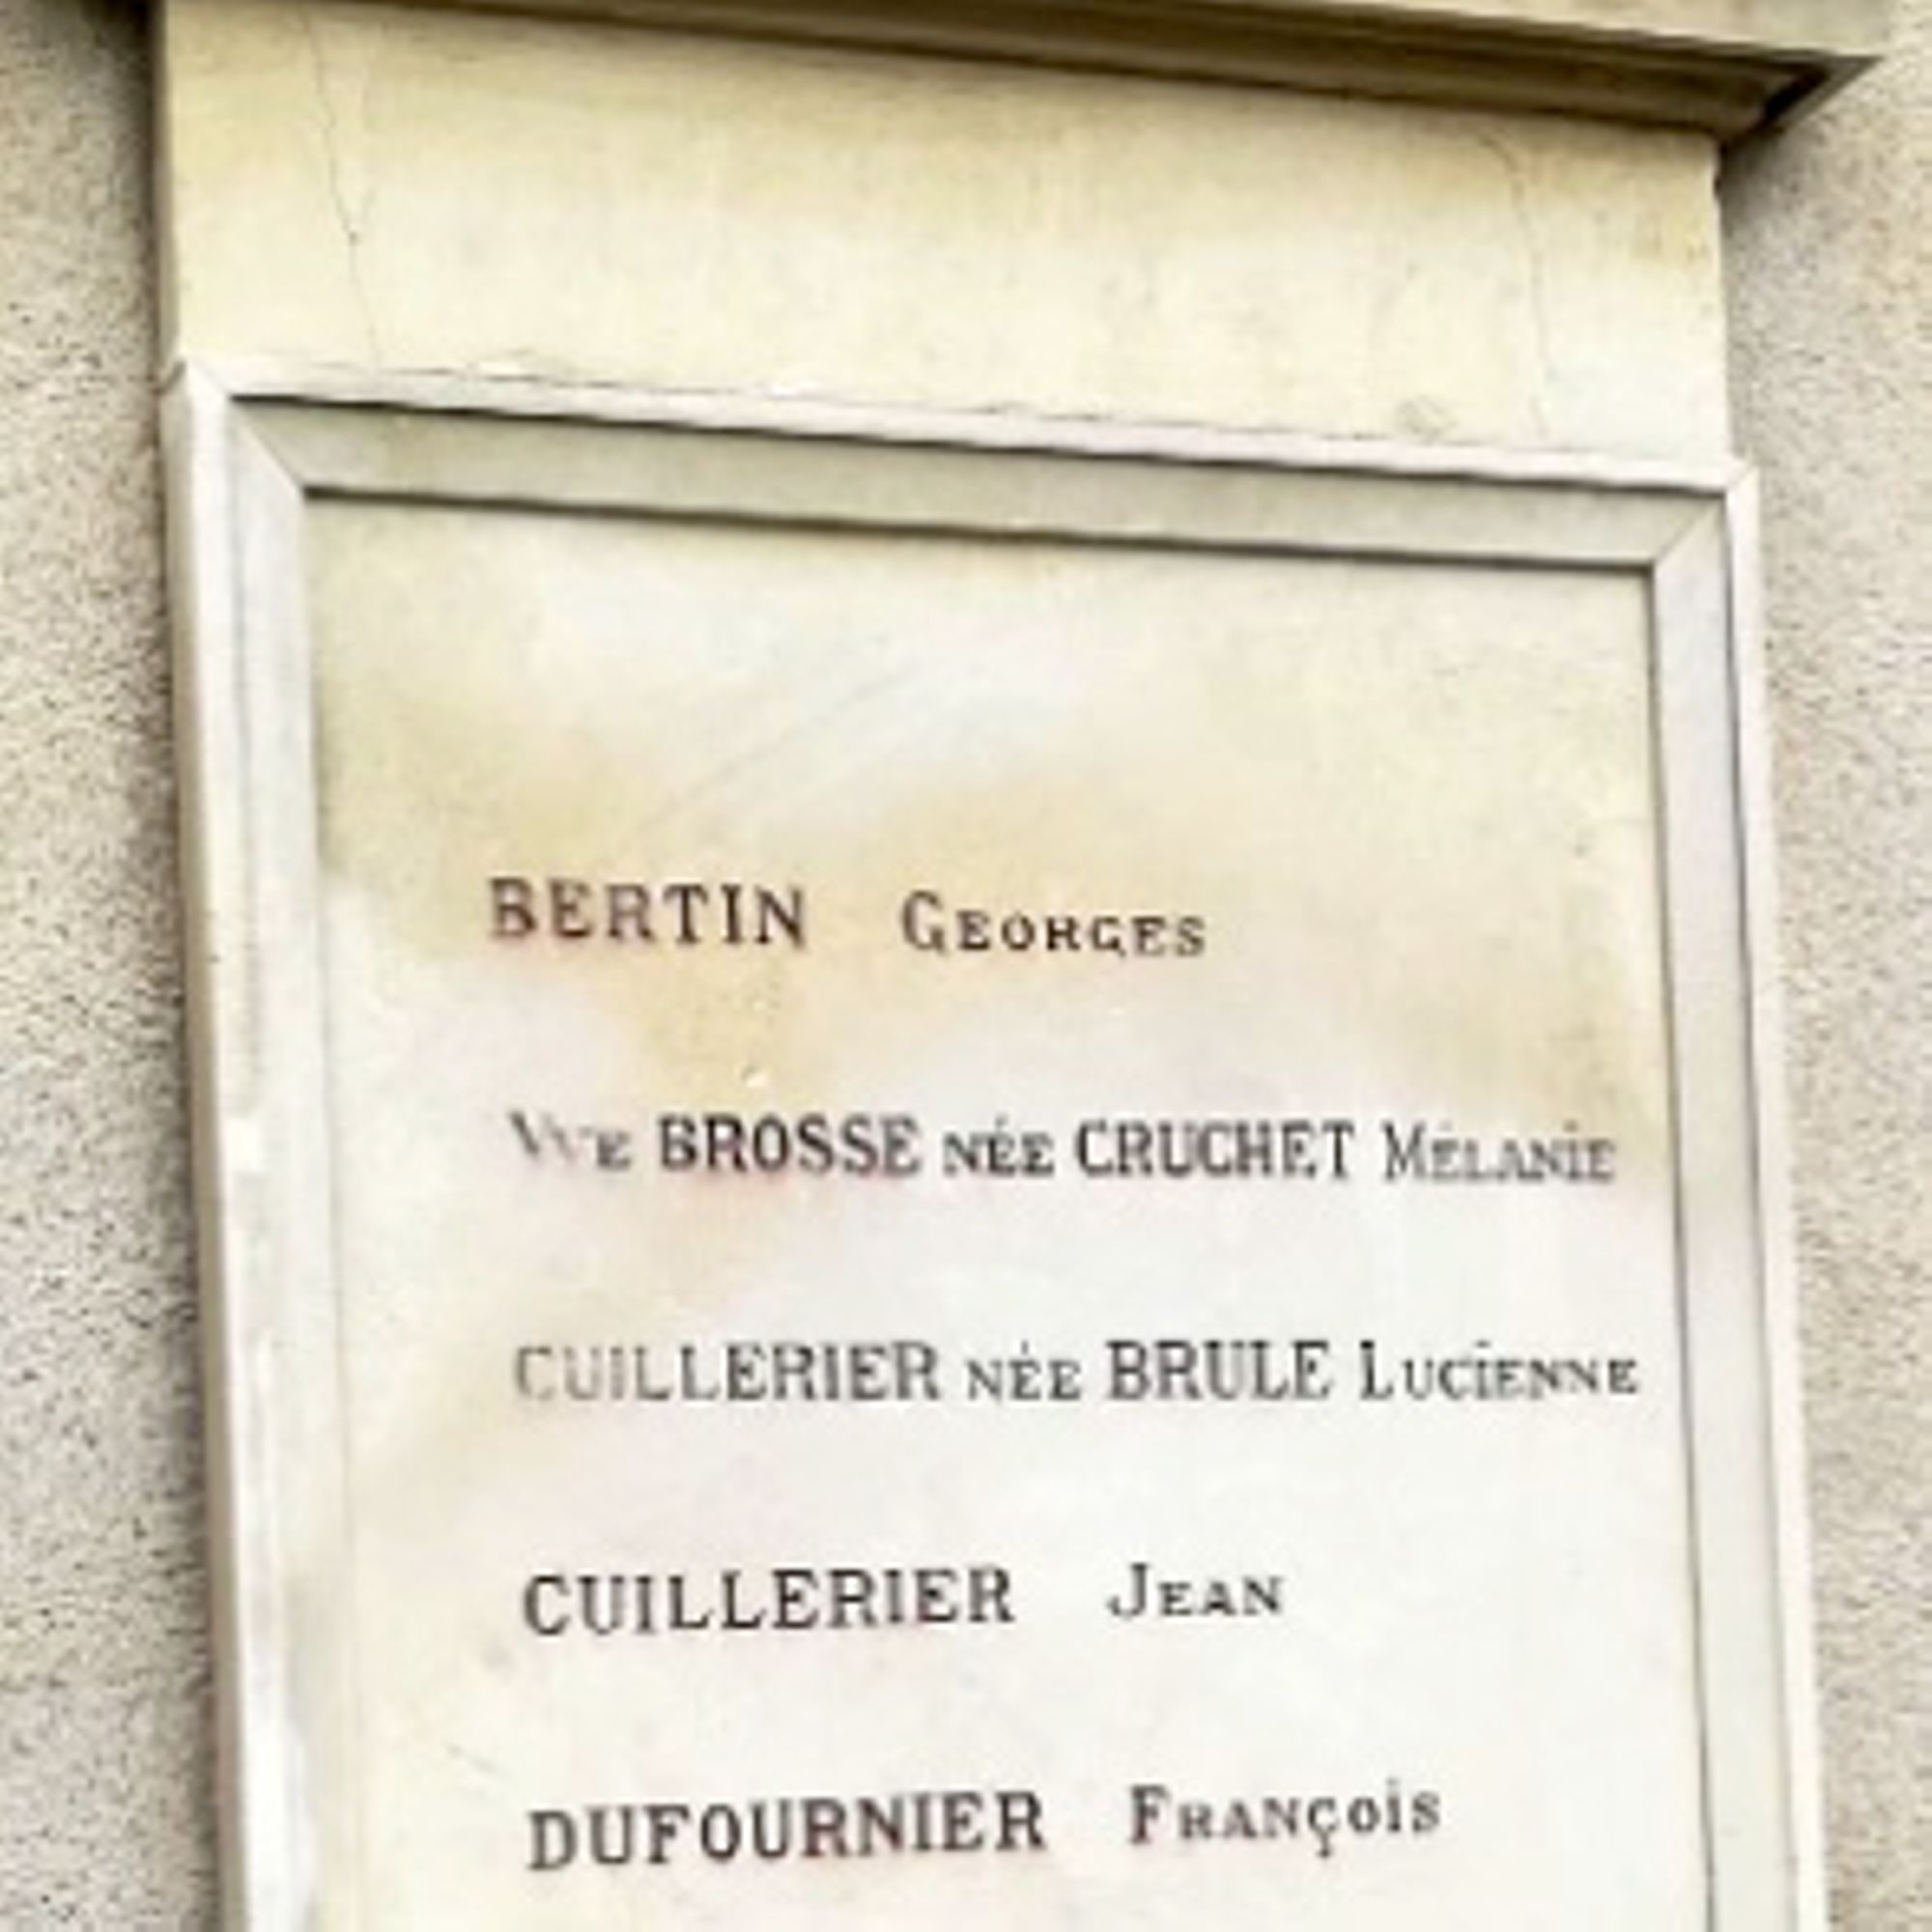 BERTIN Georges
Vve BROSSE née CRUCHET Mélanie
CUILLERIER née BRULE Lucienne
CUILLERIER Jean
DUFOURNIER François